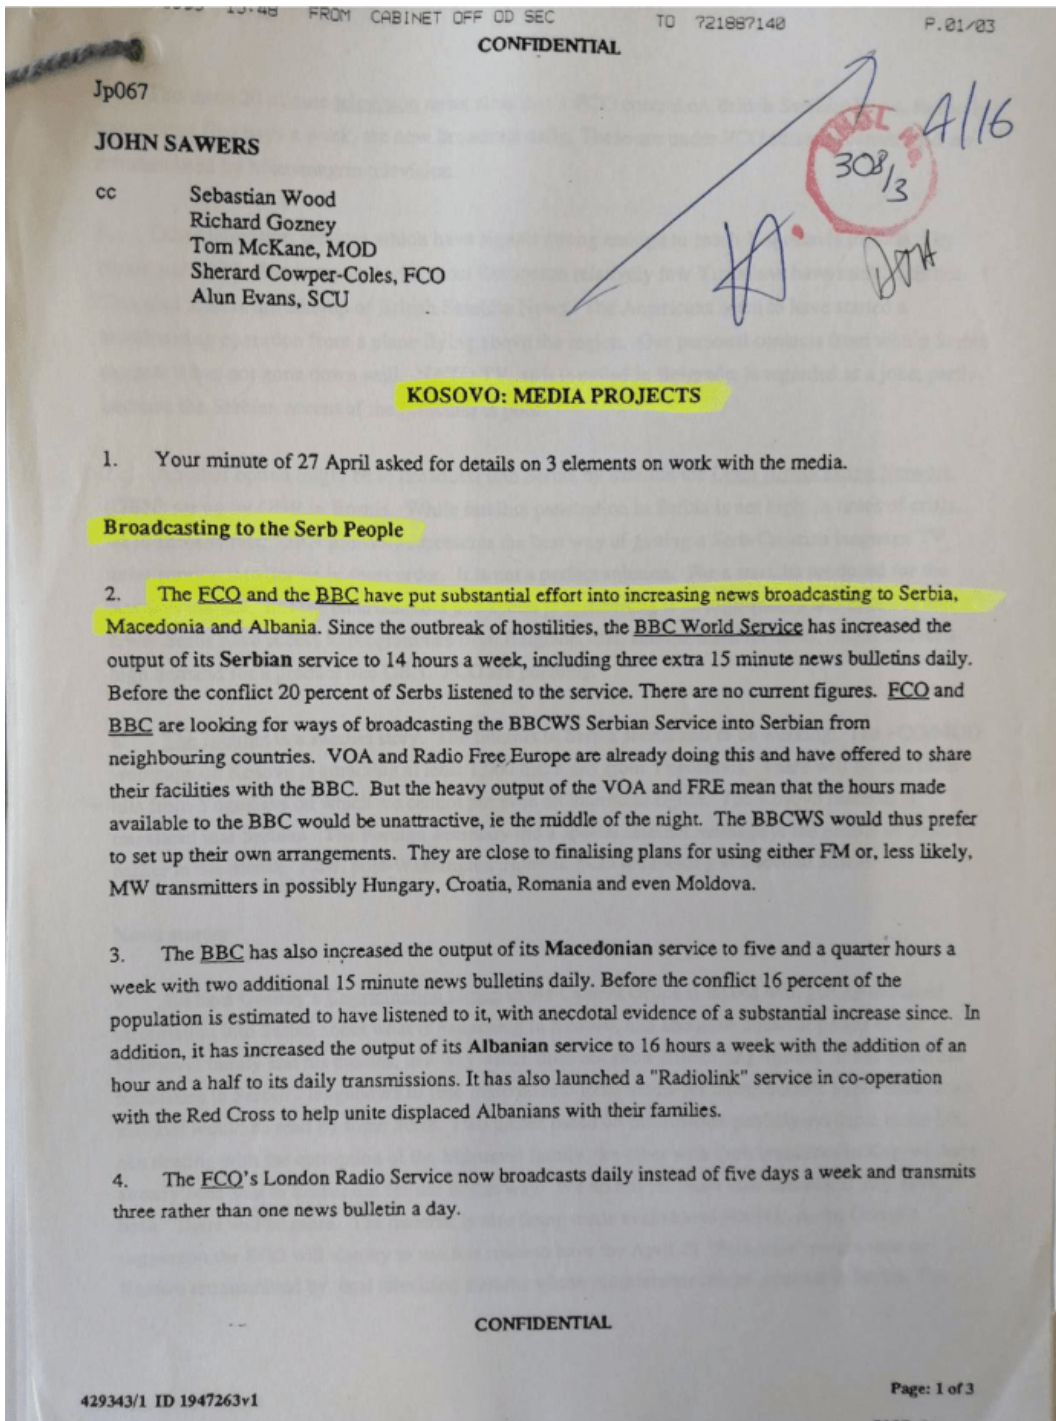 13:48 FROM CABINET OFF OD SEC TO 721887140 P.01/03
CONFIDENTIAL
Jp067
4/16
JOHN SAWERS
308/3
cc Sebastian Wood
Richard Gozney
Tom McKane, MOD
Sherard Cowper-Coles, FCO
Alun Evans, SCU
KOSOVO: MEDIA PROJECTS
1. Your minute of 27 April asked for details on 3 elements on work with the media.
Broadcasting to the Serb People
2. The FCO and the BBC have put substantial effort into increasing news broadcasting to Serbia,
Macedonia and Albania. Since the outbreak of hostilities, the BBC World Service has increased the
output of its Serbian service to 14 hours a week, including three extra 15 minute news bulletins daily.
Before the conflict 20 percent of Serbs listened to the service. There are no current figures. FCO and
BBC are looking for ways of broadcasting the BBCWS Serbian Service into Serbian from
neighbouring countries. VOA and Radio Free Europe are already doing this and have offered to share
their facilities with the BBC. But the heavy output of the VOA and FRE mean that the hours made
available to the BBC would be unattractive, ie the middle of the night. The BBCWS would thus prefer
to set up their own arrangements. They are close to finalising plans for using either FM or, less likely,
MW transmitters in possibly Hungary, Croatia, Romania and even Moldova.
3. The BBC has also increased the output of its Macedonian service to five and a quarter hours a
week with two additional 15 minute news bulletins daily. Before the conflict 16 percent of the
population is estimated to have listened to it, with anecdotal evidence of a substantial increase since. In
addition, it has increased the output of its Albanian service to 16 hours a week with the addition of an
hour and a half to its daily transmissions. It has also launched a "Radiolink" service in co-operation
with the Red Cross to help unite displaced Albanians with their families.
4. The FCO's London Radio Service now broadcasts daily instead of five days a week and transmits
three rather than one news bulletin a day.
CONFIDENTIAL
429343/1 ID 1947263v1
Page: 1 of 3